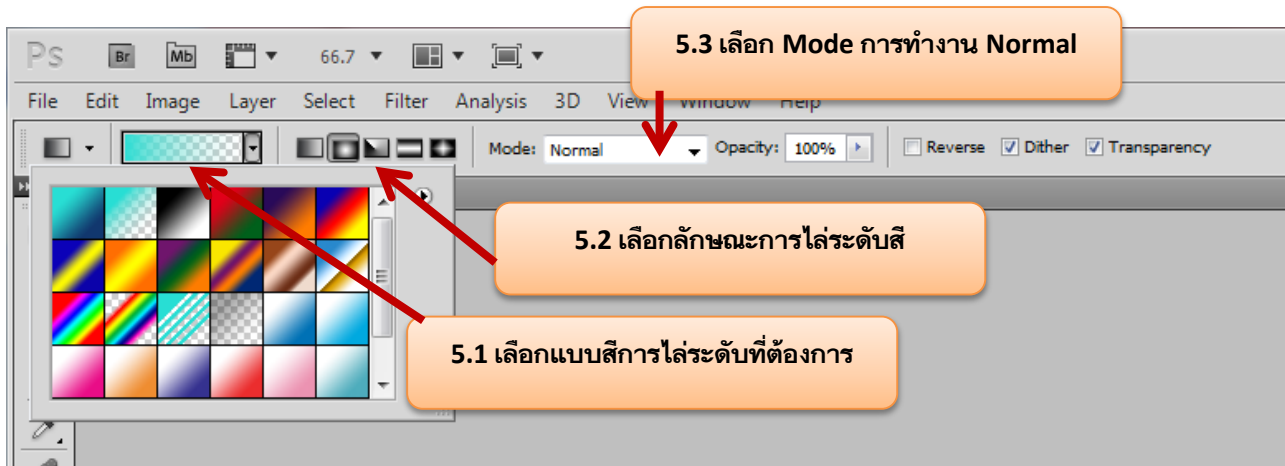 5.3 เลือก Mode การทำงาน Normal
Ps Br Mb 66.7
File Edit Image Layer Select Filter Analysis 3D View Window Help
Mode: Normal Opacity: 100% Reverse Dither Transparency
5.2 เลือกลักษณะการไล่ระดับสี
5.1 เลือกแบบสีการไล่ระดับที่ต้องการ